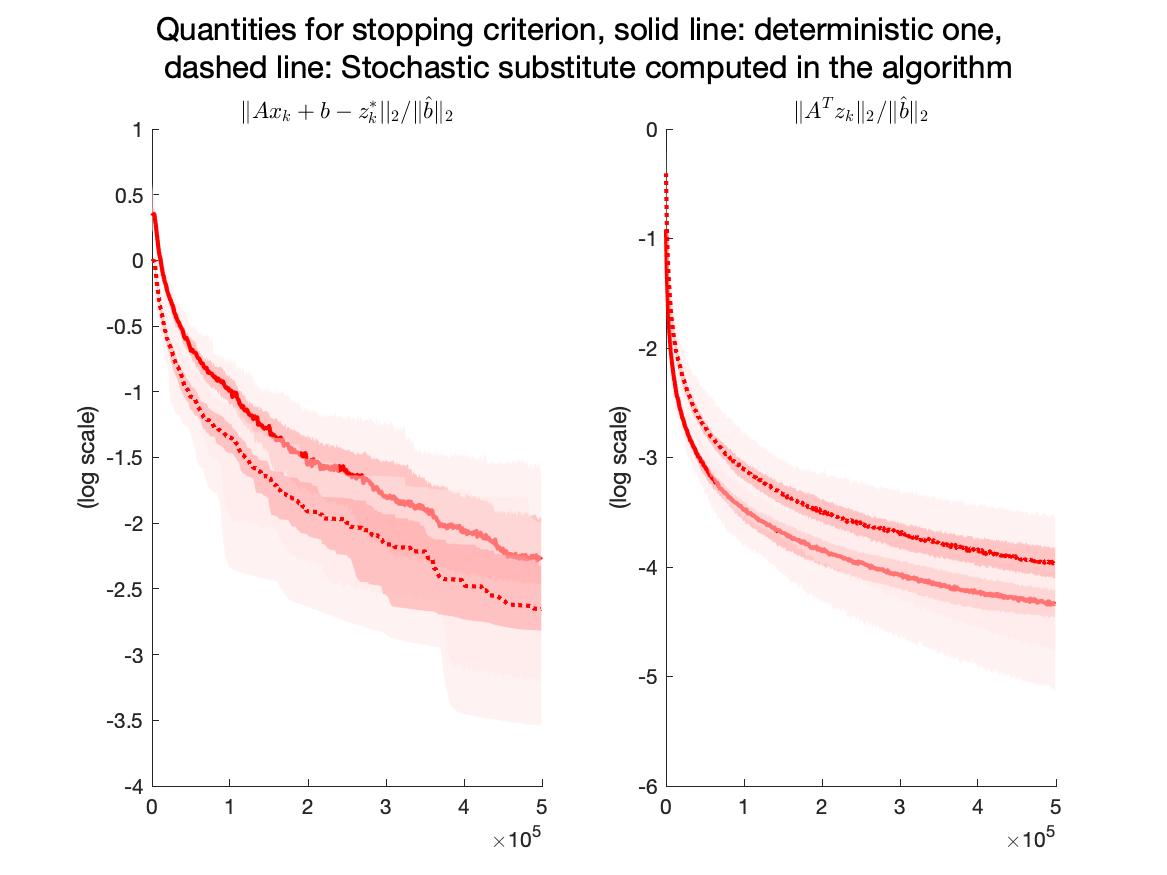 Quantities for stopping criterion, solid line: deterministic one,
dashed line: Stochastic substitute computed in the algorithm
‖Ax_k + b − z_k^*||_2/‖b̂‖_2
1
0.5
0
-0.5
-1
-1.5
-2
-2.5
-3
-3.5
-4
(log scale)
0 1 2 3 4 5
×10^5
‖A^T z_k‖_2/‖b̂‖_2
0
-1
-2
-3
-4
-5
-6
(log scale)
0 1 2 3 4 5
×10^5